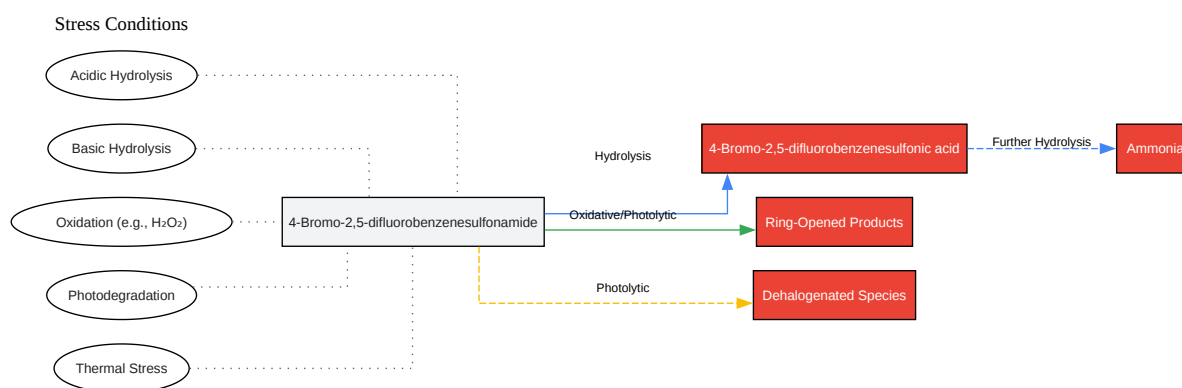 Stress Conditions
Acidic Hydrolysis
Basic Hydrolysis
Oxidation (e.g., H₂O₂)
Photodegradation
Thermal Stress
4-Bromo-2,5-difluorobenzenesulfonamide
Hydrolysis
Oxidative/Photolytic
Photolytic
4-Bromo-2,5-difluorobenzenesulfonic acid
Ring-Opened Products
Dehalogenated Species
Further Hydrolysis
Ammonia